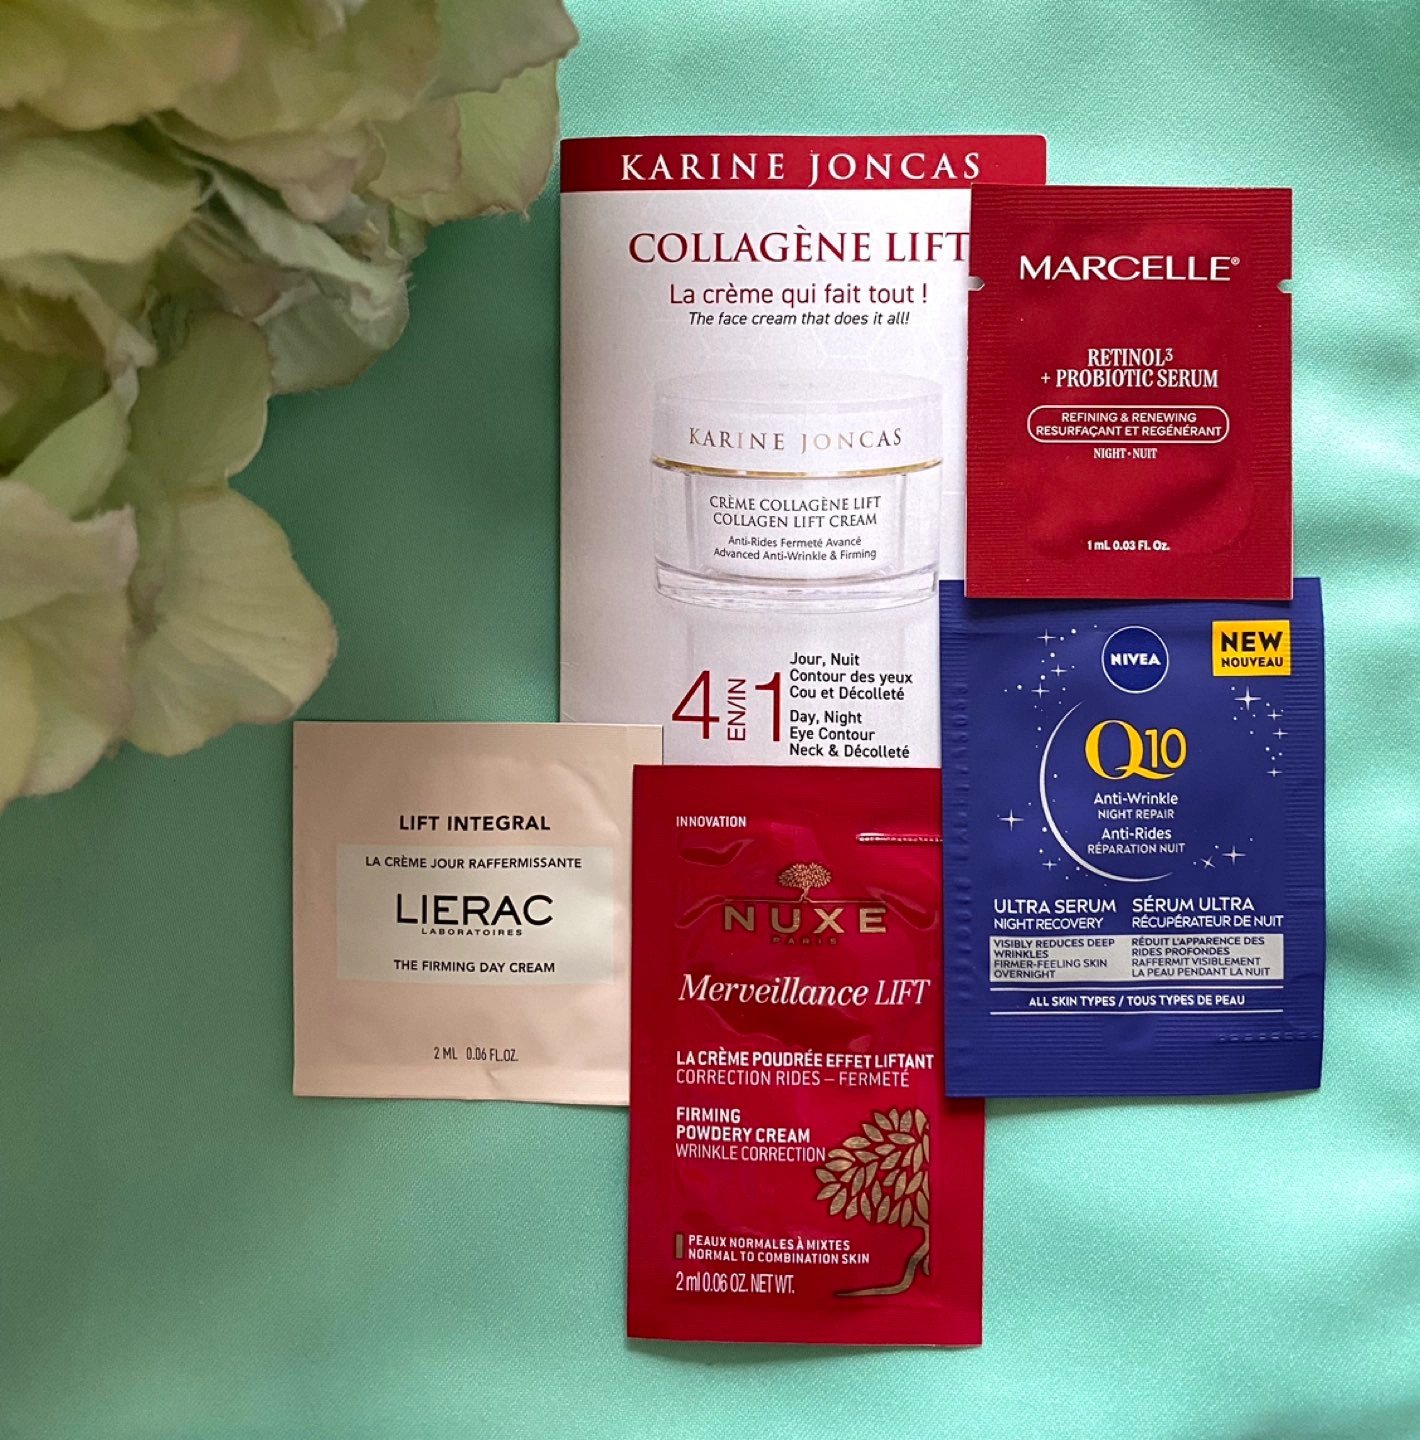 KARINE JONCAS
COLLAGÈNE LIFT
La crème qui fait tout !
The face cream that does it all!
KARINE JONCAS
CRÈME COLLAGÈNE LIFT
COLLAGEN LIFT CREAM
Anti-Rides Fermeté Avancé
Advanced Anti-Wrinkle & Firming
4 EN/IN 1
Jour, Nuit
Contour des yeux
Cou et Décolleté
Day, Night
Eye Contour
Neck & Décolleté
MARCELLE®
RETINOL³
+ PROBIOTIC SERUM
REFINING & RENEWING
RESURFAÇANT ET REGÉNÉRANT
NIGHT • NUIT
1 mL 0.03 Fl. Oz.
NIVEA
NEW
NOUVEAU
Q10
Anti-Wrinkle
NIGHT REPAIR
Anti-Rides
RÉPARATION NUIT
ULTRA SERUM
NIGHT RECOVERY
VISIBLY REDUCES DEEP
WRINKLES
FIRMER-FEELING SKIN
OVERNIGHT
SÉRUM ULTRA
RÉCUPÉRATEUR DE NUIT
RÉDUIT L'APPARENCE DES
RIDES PROFONDES
RAFFERMIT VISIBLEMENT
LA PEAU PENDANT LA NUIT
ALL SKIN TYPES / TOUS TYPES DE PEAU
LIFT INTEGRAL
LA CRÈME JOUR RAFFERMISSANTE
LIERAC
LABORATOIRES
THE FIRMING DAY CREAM
2 ML 0.06 FL.OZ.
INNOVATION
NUXE
PARIS
Merveillance LIFT
LA CRÈME POUDRÉE EFFET LIFTANT
CORRECTION RIDES – FERMETÉ
FIRMING
POWDERY CREAM
WRINKLE CORRECTION
PEAUX NORMALES À MIXTES
NORMAL TO COMBINATION SKIN
2 ml 0.06 OZ. NET WT.